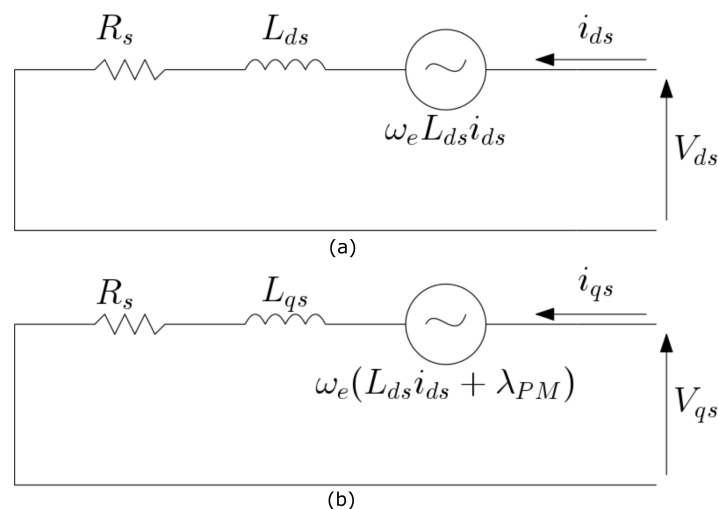 R_s L_ds i_ds
ω_e L_ds i_ds
V_ds
(a)
R_s L_qs i_qs
ω_e(L_ds i_ds + λ_PM)
V_qs
(b)